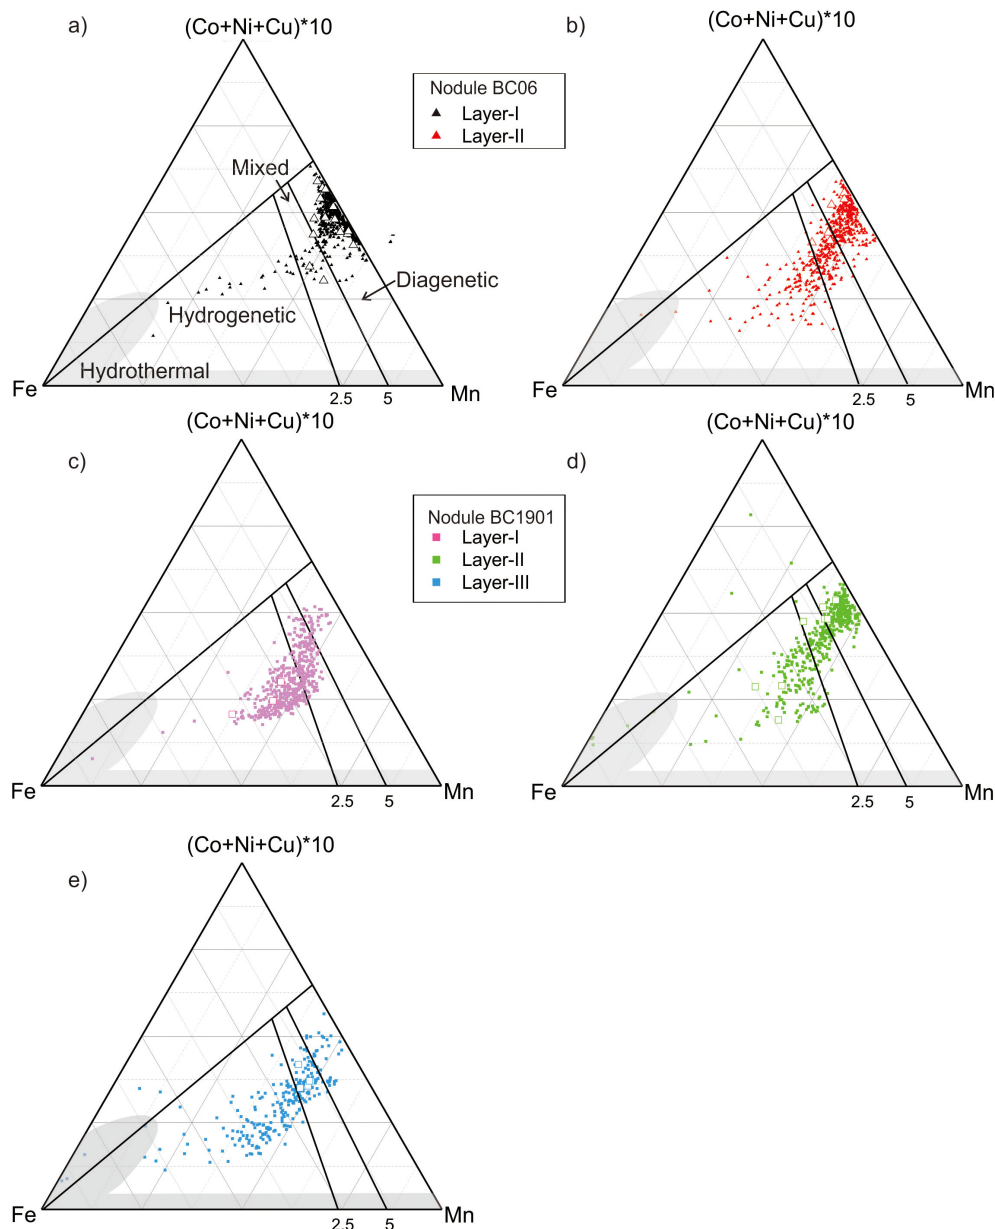 a)
(Co+Ni+Cu)*10
b)
(Co+Ni+Cu)*10
Nodule BC06
Layer-I
Layer-II
Mixed
Diagenetic
Hydrogenetic
Hydrothermal
Fe
Mn
2.5
5
Fe
Mn
2.5
5
c)
(Co+Ni+Cu)*10
d)
(Co+Ni+Cu)*10
Nodule BC1901
Layer-I
Layer-II
Layer-III
Fe
Mn
2.5
5
Fe
Mn
2.5
5
e)
(Co+Ni+Cu)*10
Fe
Mn
2.5
5